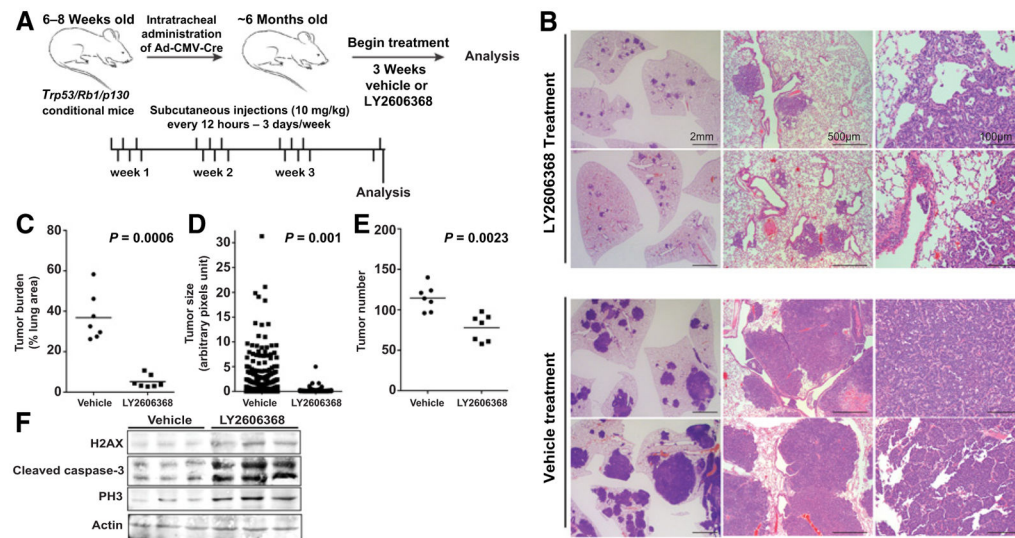 A
6–8 Weeks old
Intratracheal
administration
of Ad-CMV-Cre
~6 Months old
Begin treatment
3 Weeks
vehicle or
LY2606368
Analysis
Trp53/Rb1/p130
conditional mice
Subcutaneous injections (10 mg/kg)
every 12 hours – 3 days/week
week 1
week 2
week 3
Analysis
B
LY2606368 Treatment
2mm
500µm
100µm
Vehicle treatment
C
P = 0.0006
Tumor burden
(% lung area)
80
60
40
20
0
Vehicle
LY2606368
D
P = 0.001
Tumor size
(arbitrary pixels unit)
30
25
20
15
10
5
0
Vehicle
LY2606368
E
P = 0.0023
Tumor number
200
150
100
50
0
Vehicle
LY2606368
F
Vehicle
LY2606368
H2AX
Cleaved caspase-3
PH3
Actin